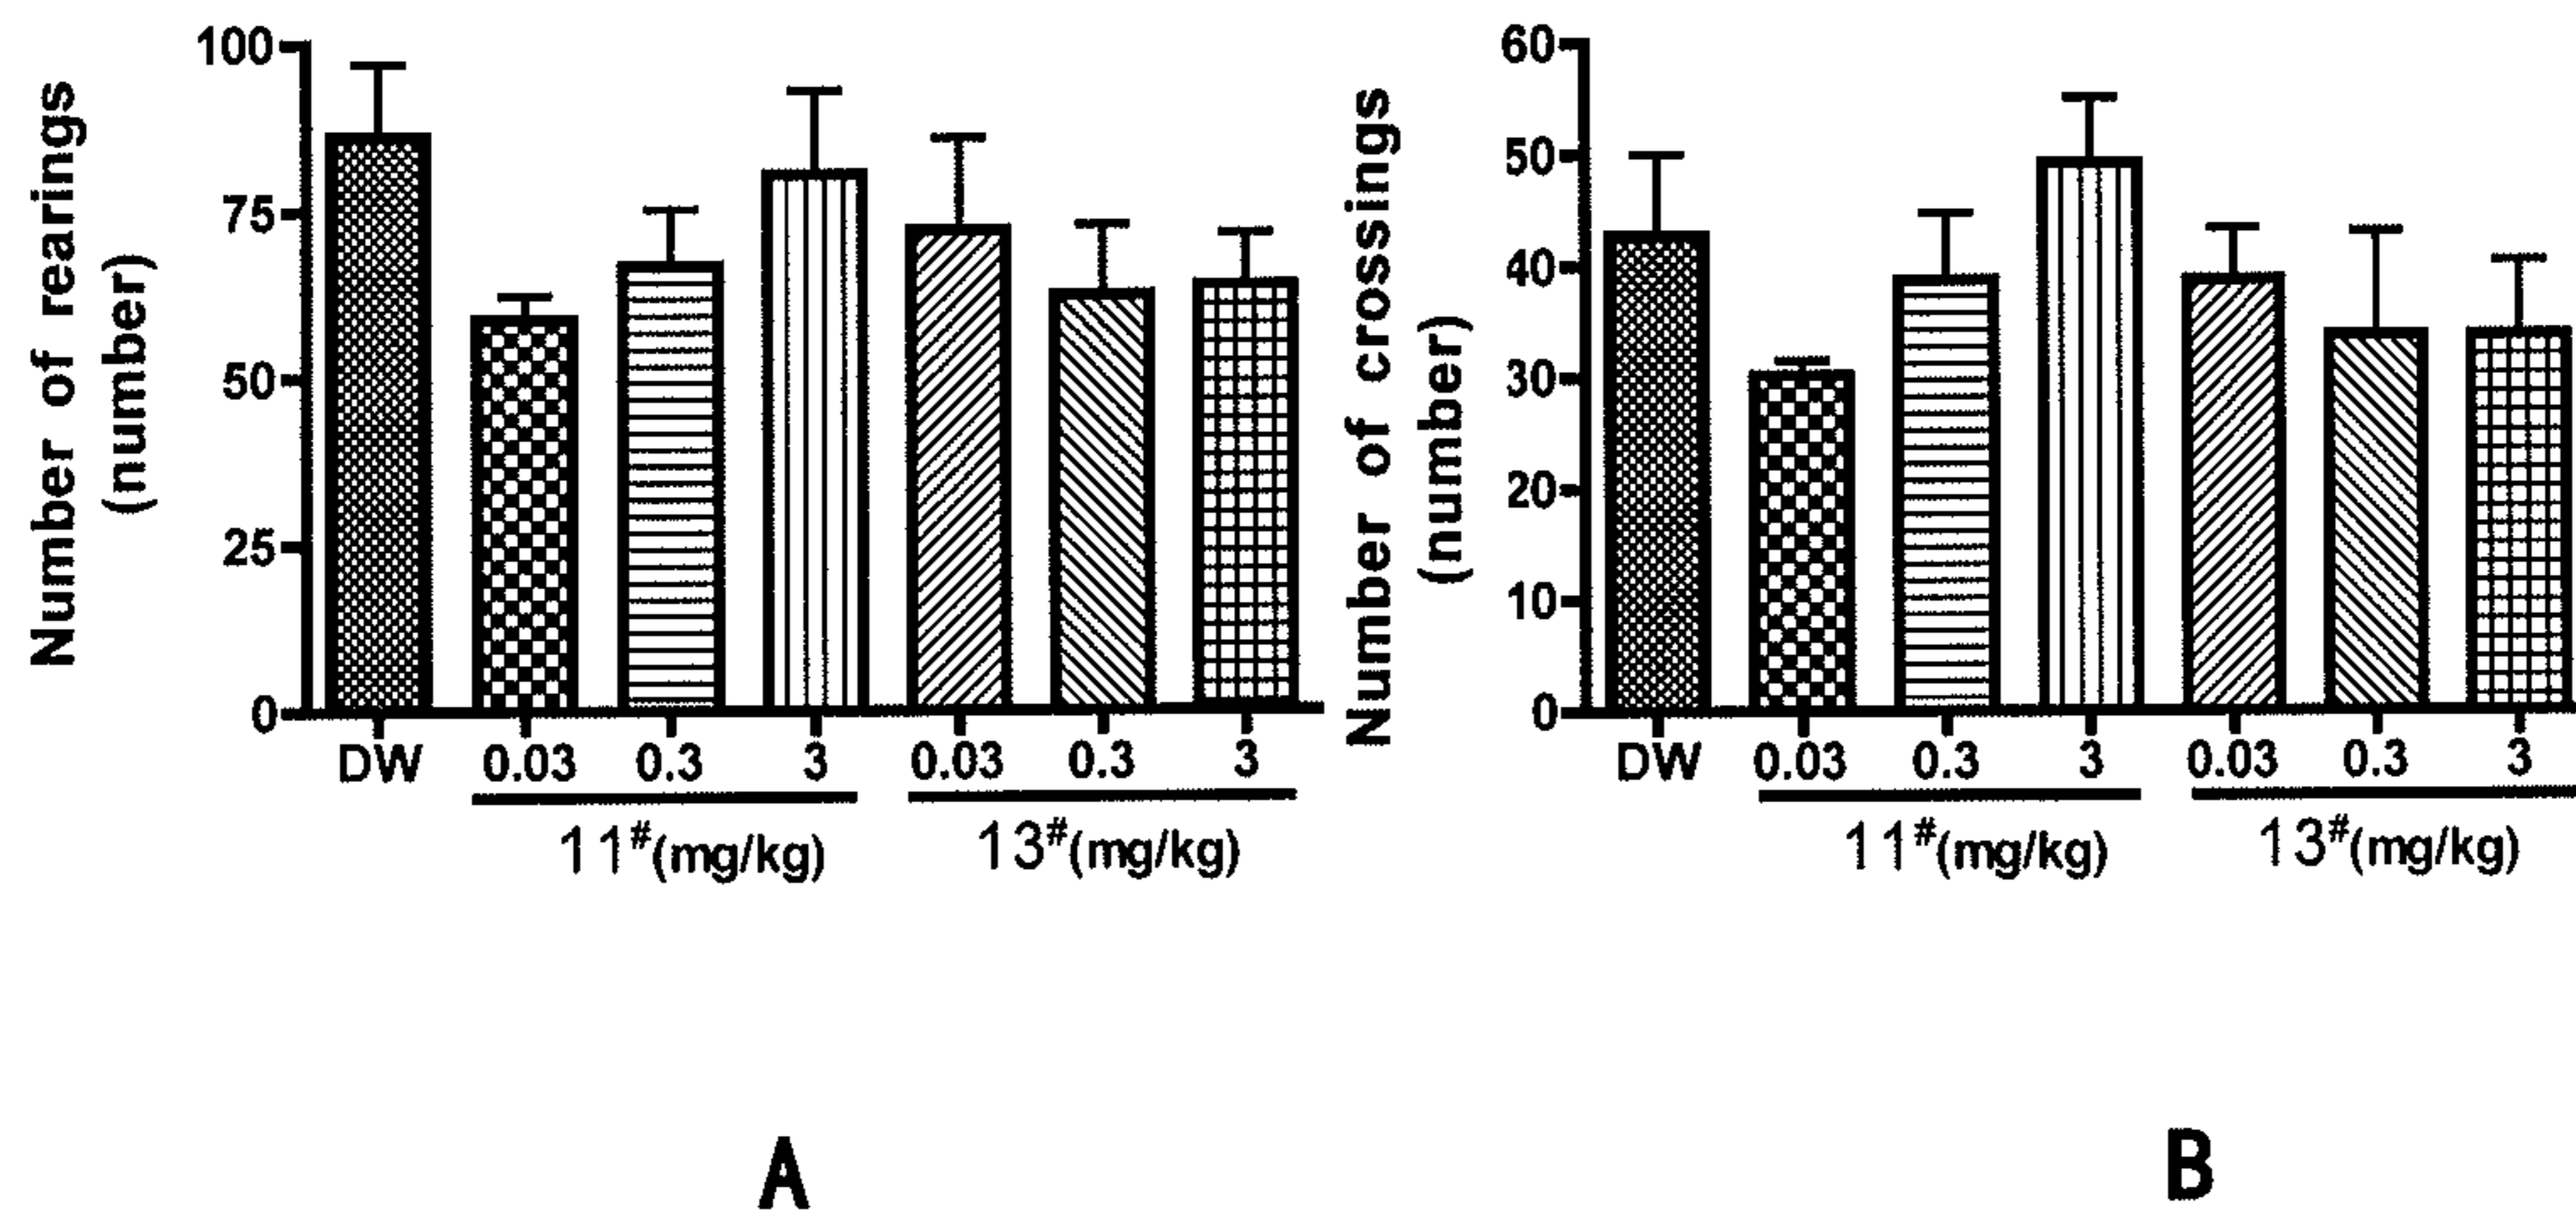 Number of rearings
(number)
100
75
50
25
0
DW 0.03 0.3 3 0.03 0.3 3
11#(mg/kg) 13#(mg/kg)
A
Number of crossings
(number)
60
50
40
30
20
10
0
DW 0.03 0.3 3 0.03 0.3 3
11#(mg/kg) 13#(mg/kg)
B